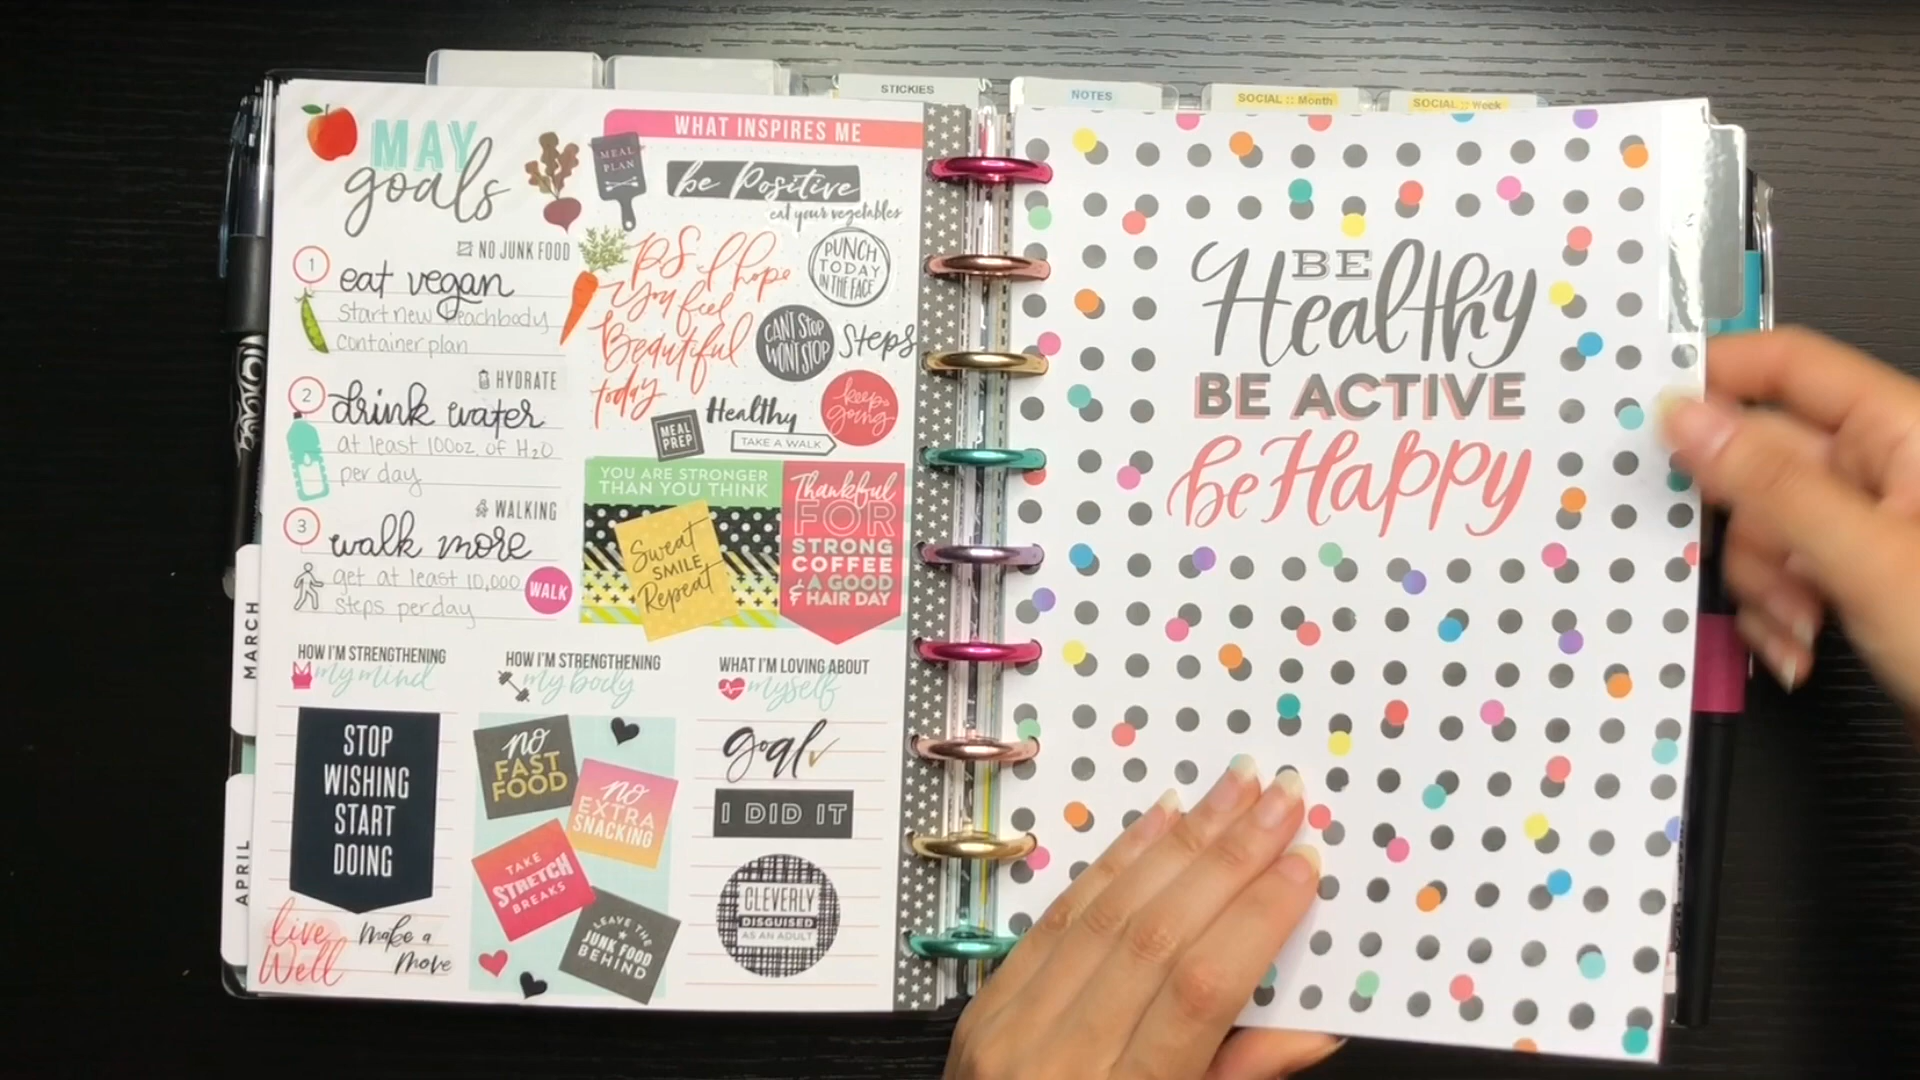 STICKIES
NOTES
SOCIAL :: Month
SOCIAL :: Week
MAY
goals
NO JUNK FOOD
1
eat vegan
start new beachbody
container plan
HYDRATE
2
drink water
at least 100oz. of H2O
per day
WALKING
3
walk more
get at least 10,000
steps per day
WALK
WHAT INSPIRES ME
MEAL
PLAN
be Positive
eat your vegetables
PS I hope
you feel
Beautiful
today
PUNCH
TODAY
IN THE FACE
CAN'T STOP
WON'T STOP
Steps
keep
going
Healthy
MEAL
PREP
TAKE A WALK
YOU ARE STRONGER
THAN YOU THINK
Sweat
SMILE
Repeat
Thankful
FOR
STRONG
COFFEE
& A GOOD
HAIR DAY
HOW I'M STRENGTHENING
my mind
STOP
WISHING
START
DOING
live
Well
make a
move
HOW I'M STRENGTHENING
my body
no
FAST
FOOD
no
EXTRA
SNACKING
TAKE
STRETCH
BREAKS
LEAVE THE
JUNK FOOD
BEHIND
WHAT I'M LOVING ABOUT
myself
goal
I DID IT
CLEVERLY
DISGUISED
AS AN ADULT
MARCH
APRIL
BE
Healthy
BE ACTIVE
be Happy